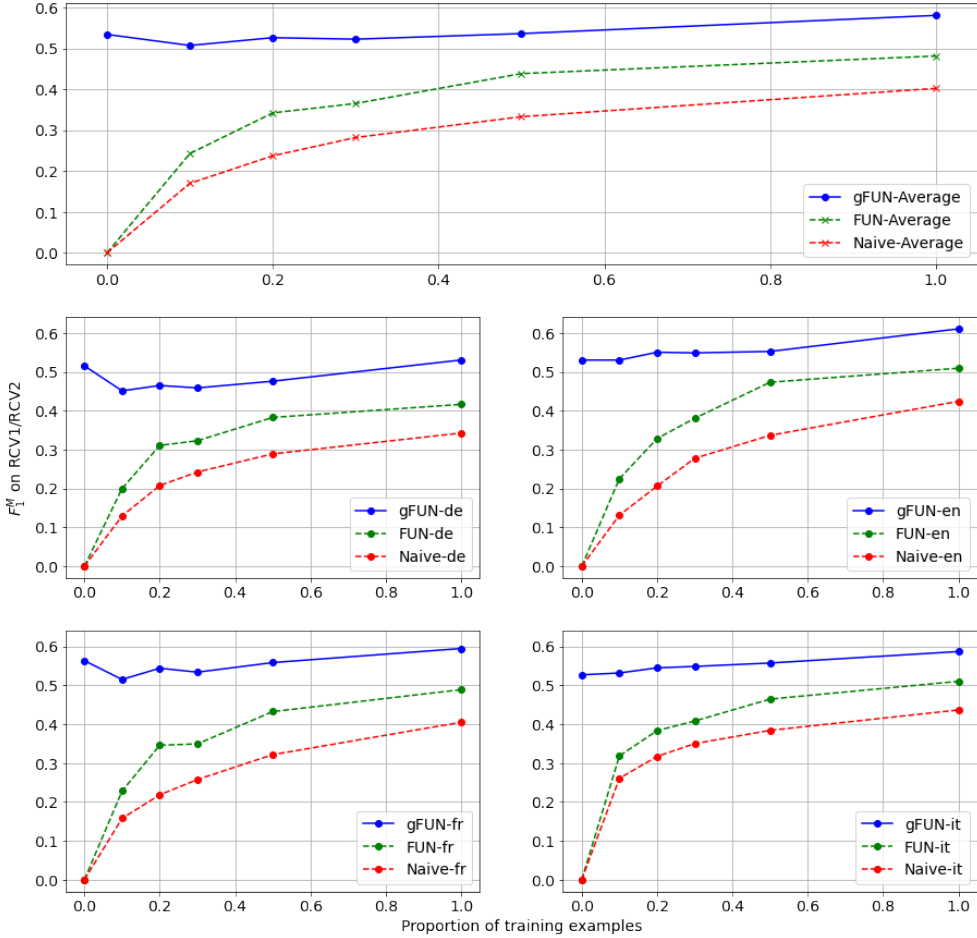 0.6
0.5
0.4
0.3
0.2
0.1
0.0
gFUN-Average
FUN-Average
Naive-Average
0.0 0.2 0.4 0.6 0.8 1.0
F₁ᴹ on RCV1/RCV2
0.6
0.5
0.4
0.3
0.2
0.1
0.0
gFUN-de
FUN-de
Naive-de
0.0 0.2 0.4 0.6 0.8 1.0
0.6
0.5
0.4
0.3
0.2
0.1
0.0
gFUN-en
FUN-en
Naive-en
0.0 0.2 0.4 0.6 0.8 1.0
0.6
0.5
0.4
0.3
0.2
0.1
0.0
gFUN-fr
FUN-fr
Naive-fr
0.0 0.2 0.4 0.6 0.8 1.0
0.6
0.5
0.4
0.3
0.2
0.1
0.0
gFUN-it
FUN-it
Naive-it
0.0 0.2 0.4 0.6 0.8 1.0
Proportion of training examples